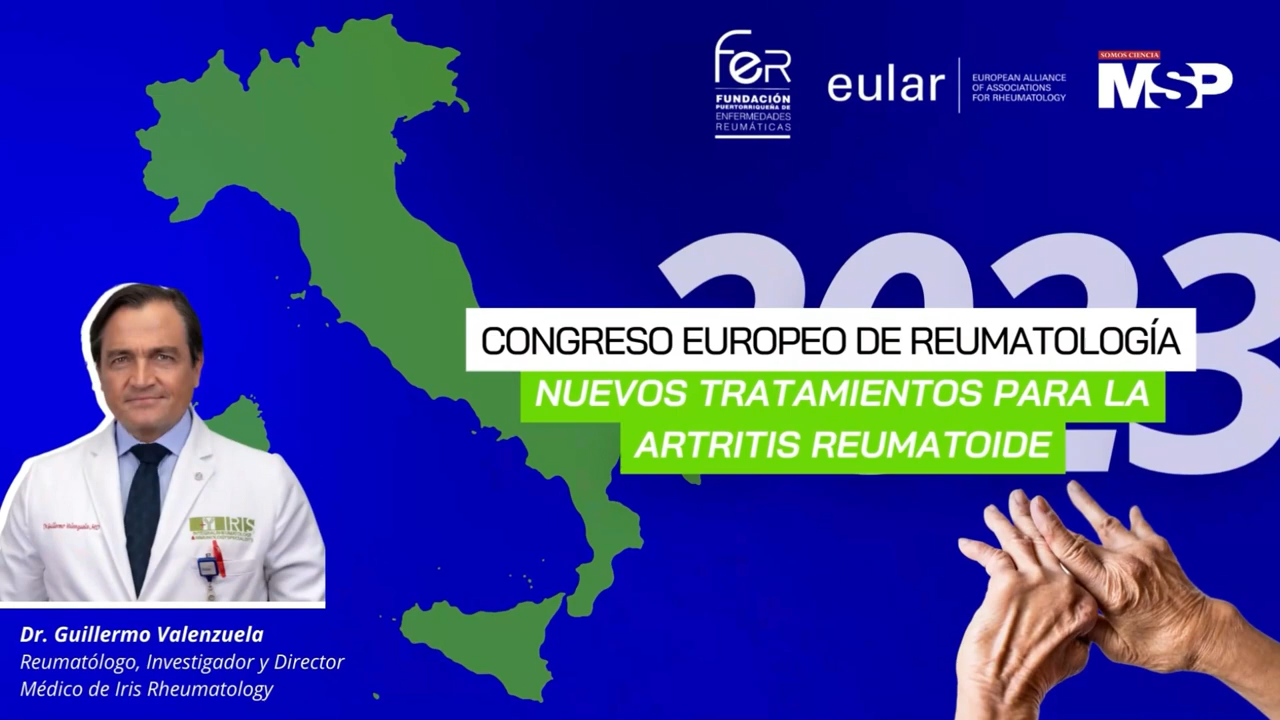 fer
FUNDACIÓN
PUERTORRIQUEÑA DE
ENFERMEDADES
REUMÁTICAS
eular
EUROPEAN ALLIANCE
OF ASSOCIATIONS
FOR RHEUMATOLOGY
SOMOS CIENCIA
MSP
2023
CONGRESO EUROPEO DE REUMATOLOGÍA
NUEVOS TRATAMIENTOS PARA LA
ARTRITIS REUMATOIDE
IRIS
Dr. Guillermo Valenzuela
Reumatólogo, Investigador y Director
Médico de Iris Rheumatology